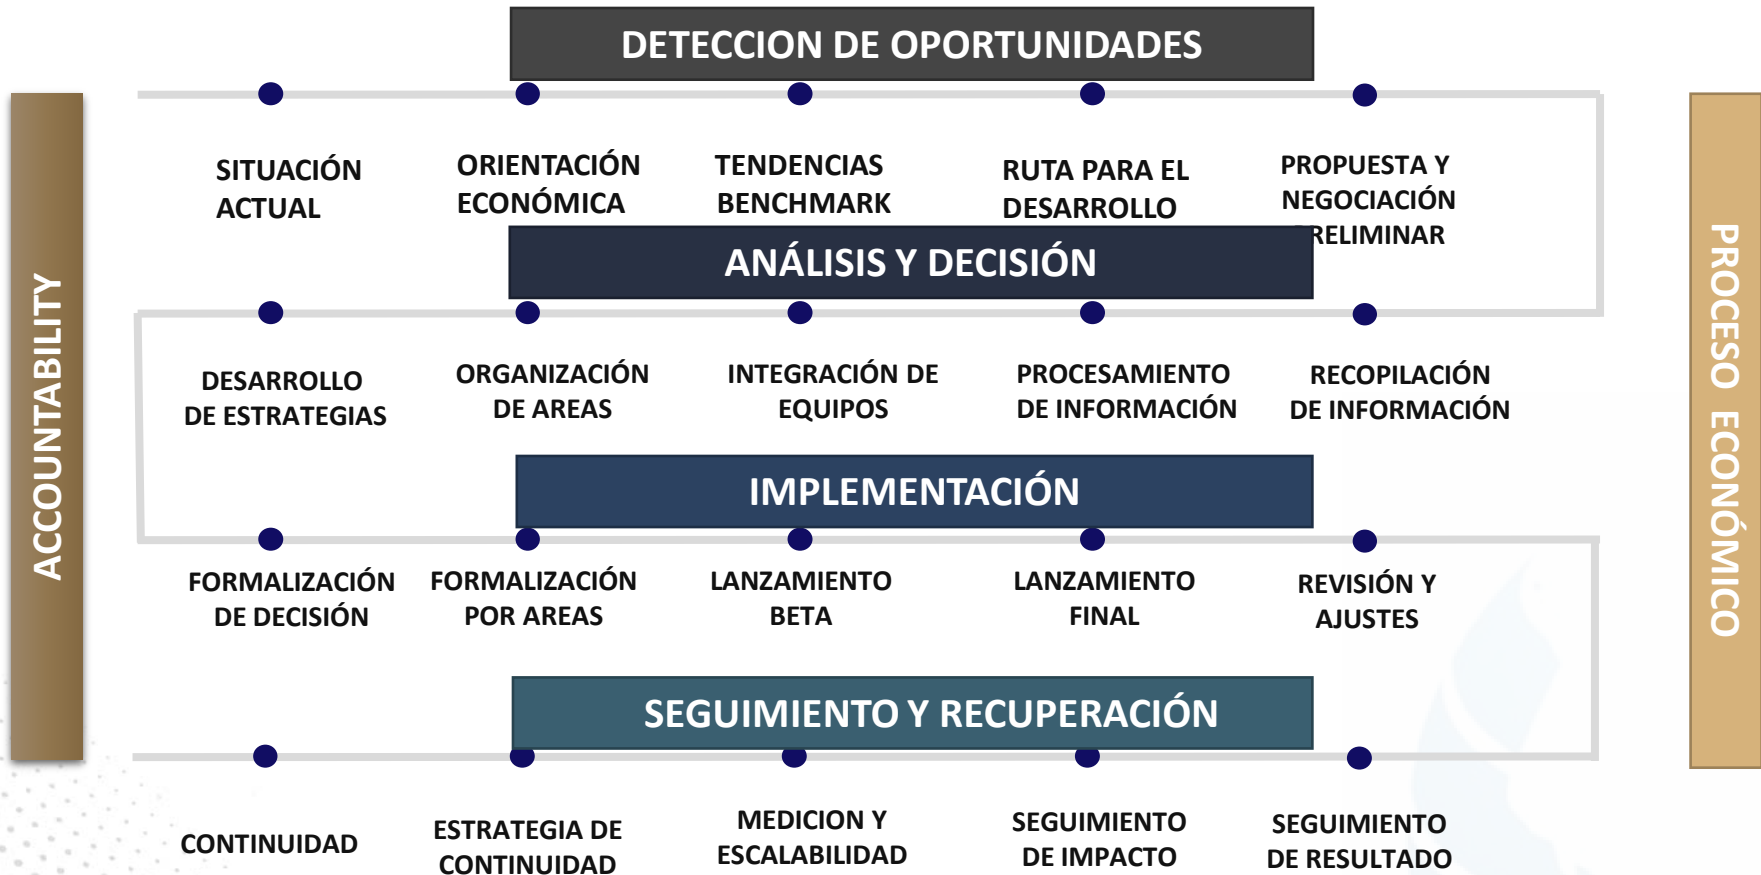 DETECCION DE OPORTUNIDADES
SITUACIÓN
ACTUAL
ORIENTACIÓN
ECONÓMICA
TENDENCIAS
BENCHMARK
RUTA PARA EL
DESARROLLO
PROPUESTA Y
NEGOCIACIÓN
PRELIMINAR
ANÁLISIS Y DECISIÓN
DESARROLLO
DE ESTRATEGIAS
ORGANIZACIÓN
DE AREAS
INTEGRACIÓN DE
EQUIPOS
PROCESAMIENTO
DE INFORMACIÓN
RECOPILACIÓN
DE INFORMACIÓN
IMPLEMENTACIÓN
FORMALIZACIÓN
DE DECISIÓN
FORMALIZACIÓN
POR AREAS
LANZAMIENTO
BETA
LANZAMIENTO
FINAL
REVISIÓN Y
AJUSTES
SEGUIMIENTO Y RECUPERACIÓN
CONTINUIDAD
ESTRATEGIA DE
CONTINUIDAD
MEDICION Y
ESCALABILIDAD
SEGUIMIENTO
DE IMPACTO
SEGUIMIENTO
DE RESULTADO
ACCOUNTABILITY
PROCESO ECONÓMICO